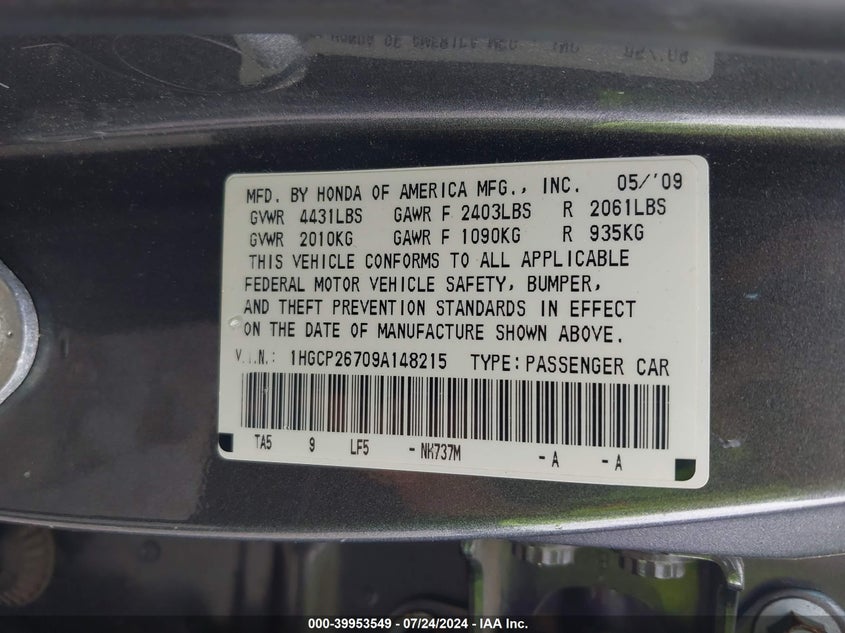 MFD. BY HONDA OF AMERICA MFG., INC. 05/'09
GVWR 4431LBS GAWR F 2403LBS R 2061LBS
GVWR 2010KG GAWR F 1090KG R 935KG
THIS VEHICLE CONFORMS TO ALL APPLICABLE
FEDERAL MOTOR VEHICLE SAFETY, BUMPER,
AND THEFT PREVENTION STANDARDS IN EFFECT
ON THE DATE OF MANUFACTURE SHOWN ABOVE.
V.I.N.: 1HGCP26709A148215 TYPE: PASSENGER CAR
TA5 9 LF5 - NH737M - A - A
000-39953549 / 07/24/2024 - IAA Inc.